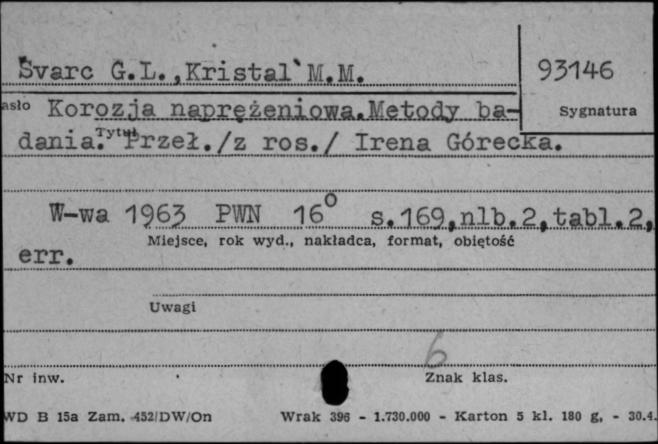 Švarc G.L., Kristal' M.M.
93146
asło Korozja naprężeniowa. Metody ba-
Sygnatura
Tytuł
dania. Przeł. /z ros./ Irena Górecka.
W-wa 1963 PWN 16° s.169, nlb.2, tabl.2,
Miejsce, rok wyd., nakładca, format, obiętość
err.
Uwagi
6
Nr inw. Znak klas.
WD B 15a Zam. 452/DW/On Wrak 396 - 1.730.000 - Karton 5 kl. 180 g. - 30.4.